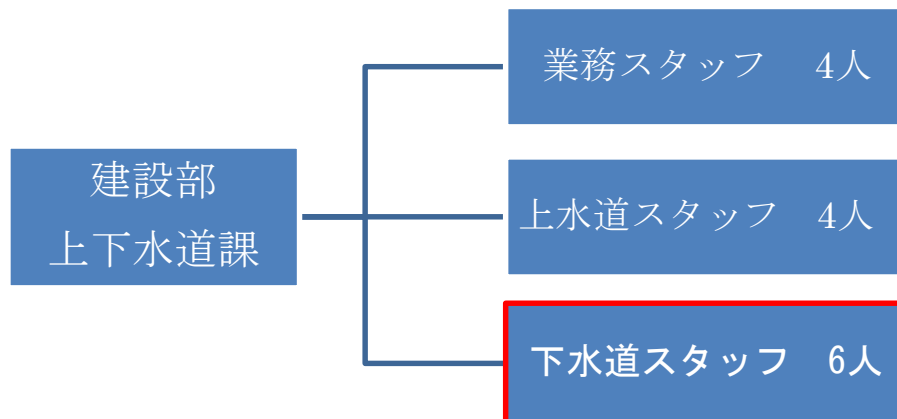 建設部
上下水道課
業務スタッフ　4人
上水道スタッフ　4人
下水道スタッフ　6人